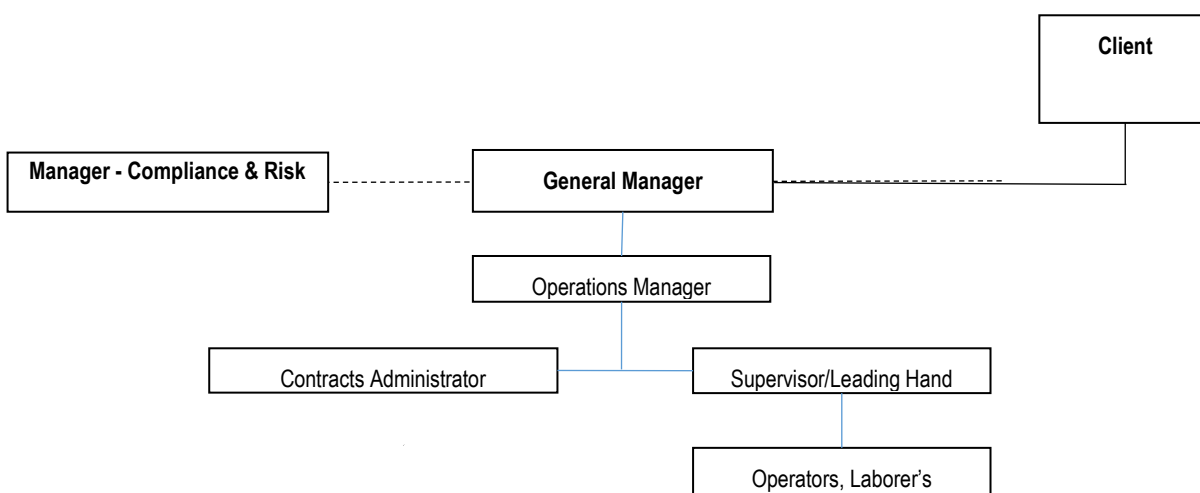 Client
Manager - Compliance & Risk
General Manager
Operations Manager
Contracts Administrator
Supervisor/Leading Hand
Operators, Laborer’s